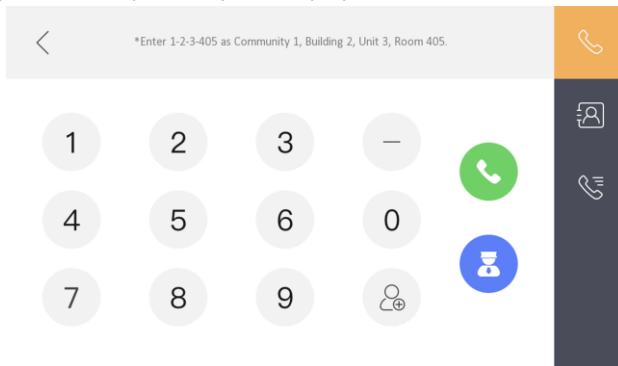 *Enter 1-2-3-405 as Community 1, Building 2, Unit 3, Room 405.
1 2 3 —
4 5 6 0
7 8 9